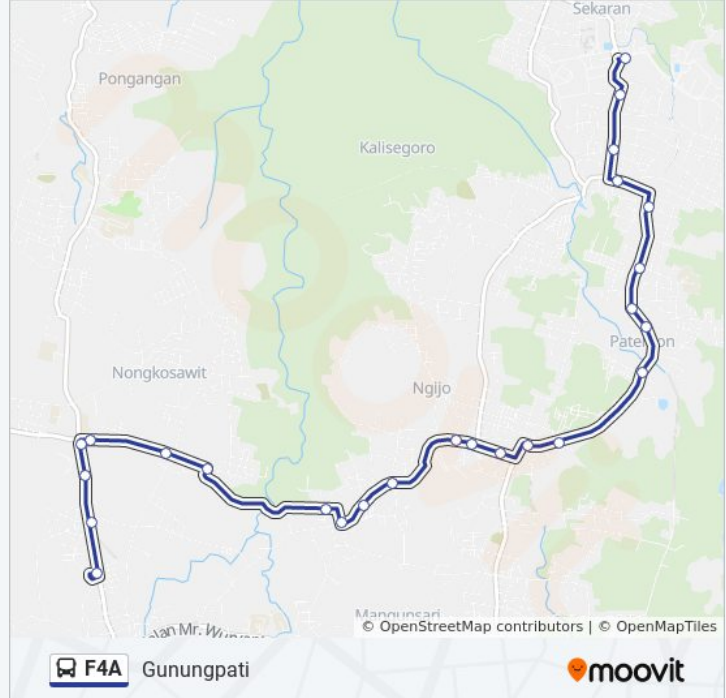 Sekaran
Pongangan
Kalisegoro
Nongkosawit
Ngijo
Mangunsari
© OpenStreetMap contributors | © OpenMapTiles
F4A Gunungpati
moovit